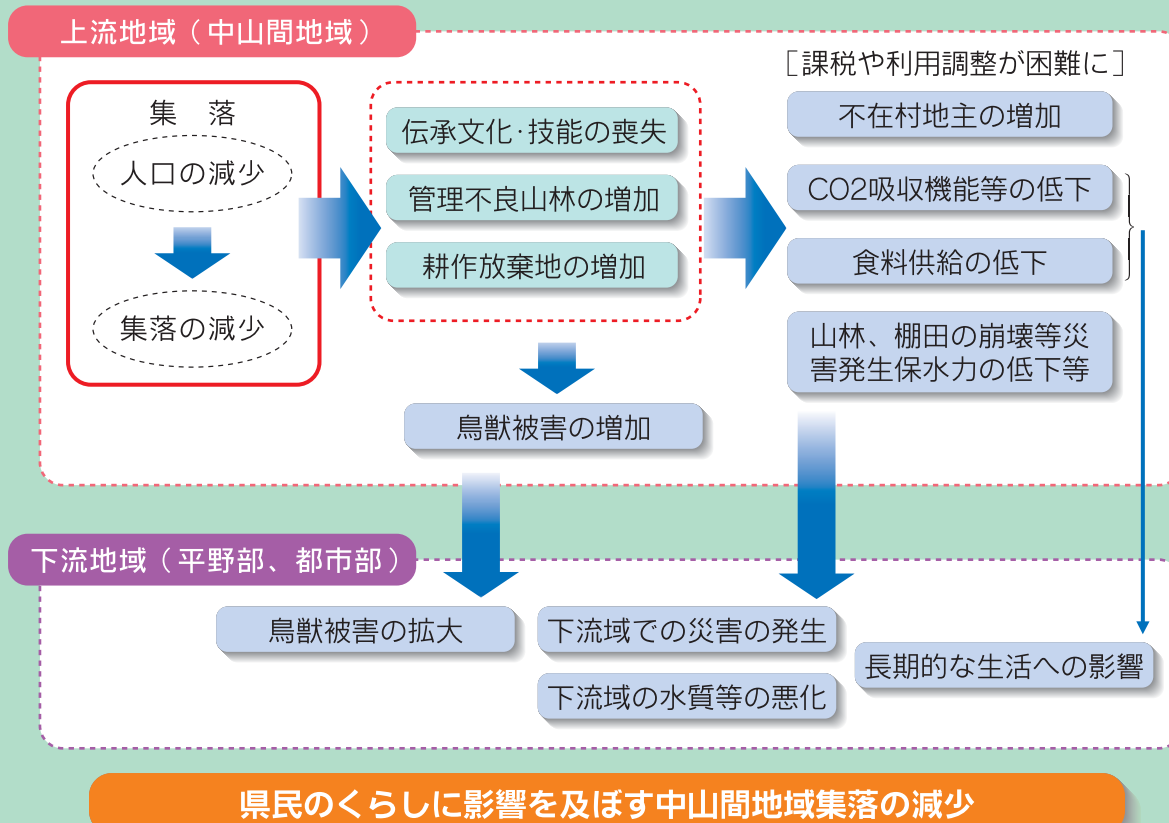 上流地域（中山間地域）
集　落
人口の減少
集落の減少
伝承文化・技能の喪失
管理不良山林の増加
耕作放棄地の増加
鳥獣被害の増加
［課税や利用調整が困難に］
不在村地主の増加
CO2吸収機能等の低下
食料供給の低下
山林、棚田の崩壊等災
害発生保水力の低下等
下流地域（平野部、都市部）
鳥獣被害の拡大
下流域での災害の発生
下流域の水質等の悪化
長期的な生活への影響
県民のくらしに影響を及ぼす中山間地域集落の減少